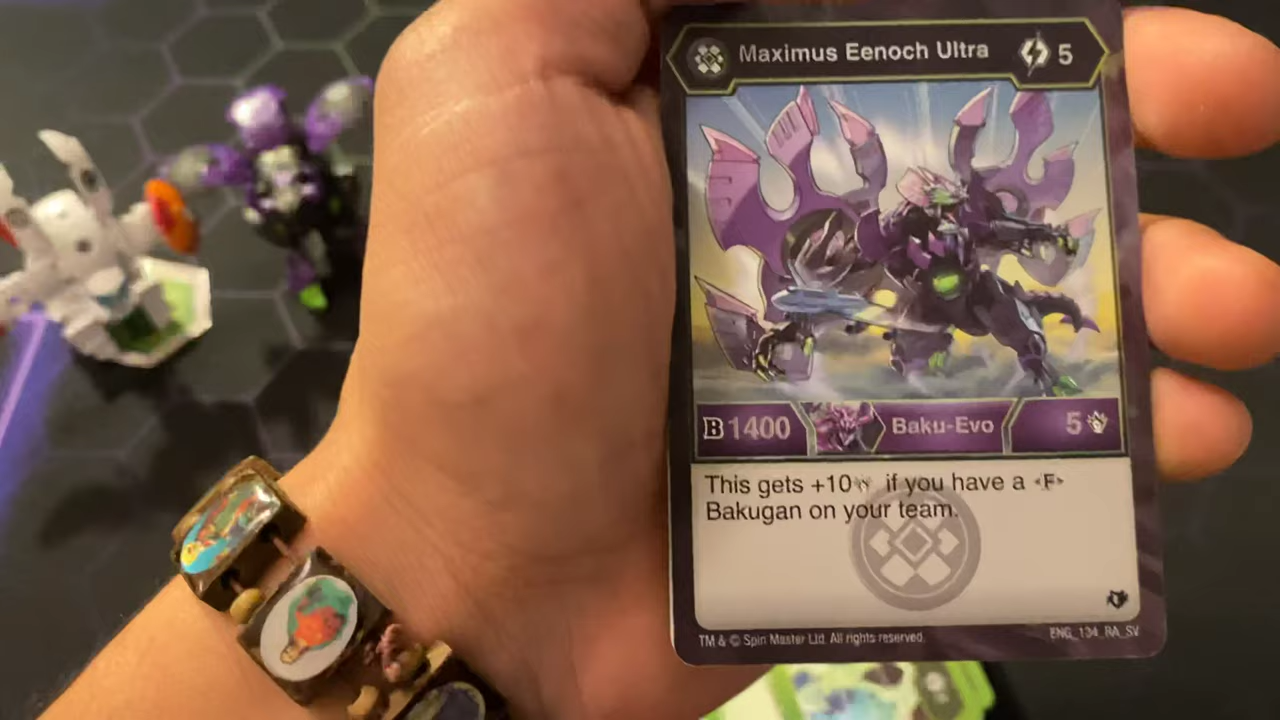 Maximus Eenoch Ultra 5
B 1400 Baku-Evo 5
This gets +10 if you have a F
Bakugan on your team.
TM & © Spin Master Ltd. All rights reserved. ENG_134_RA_SV